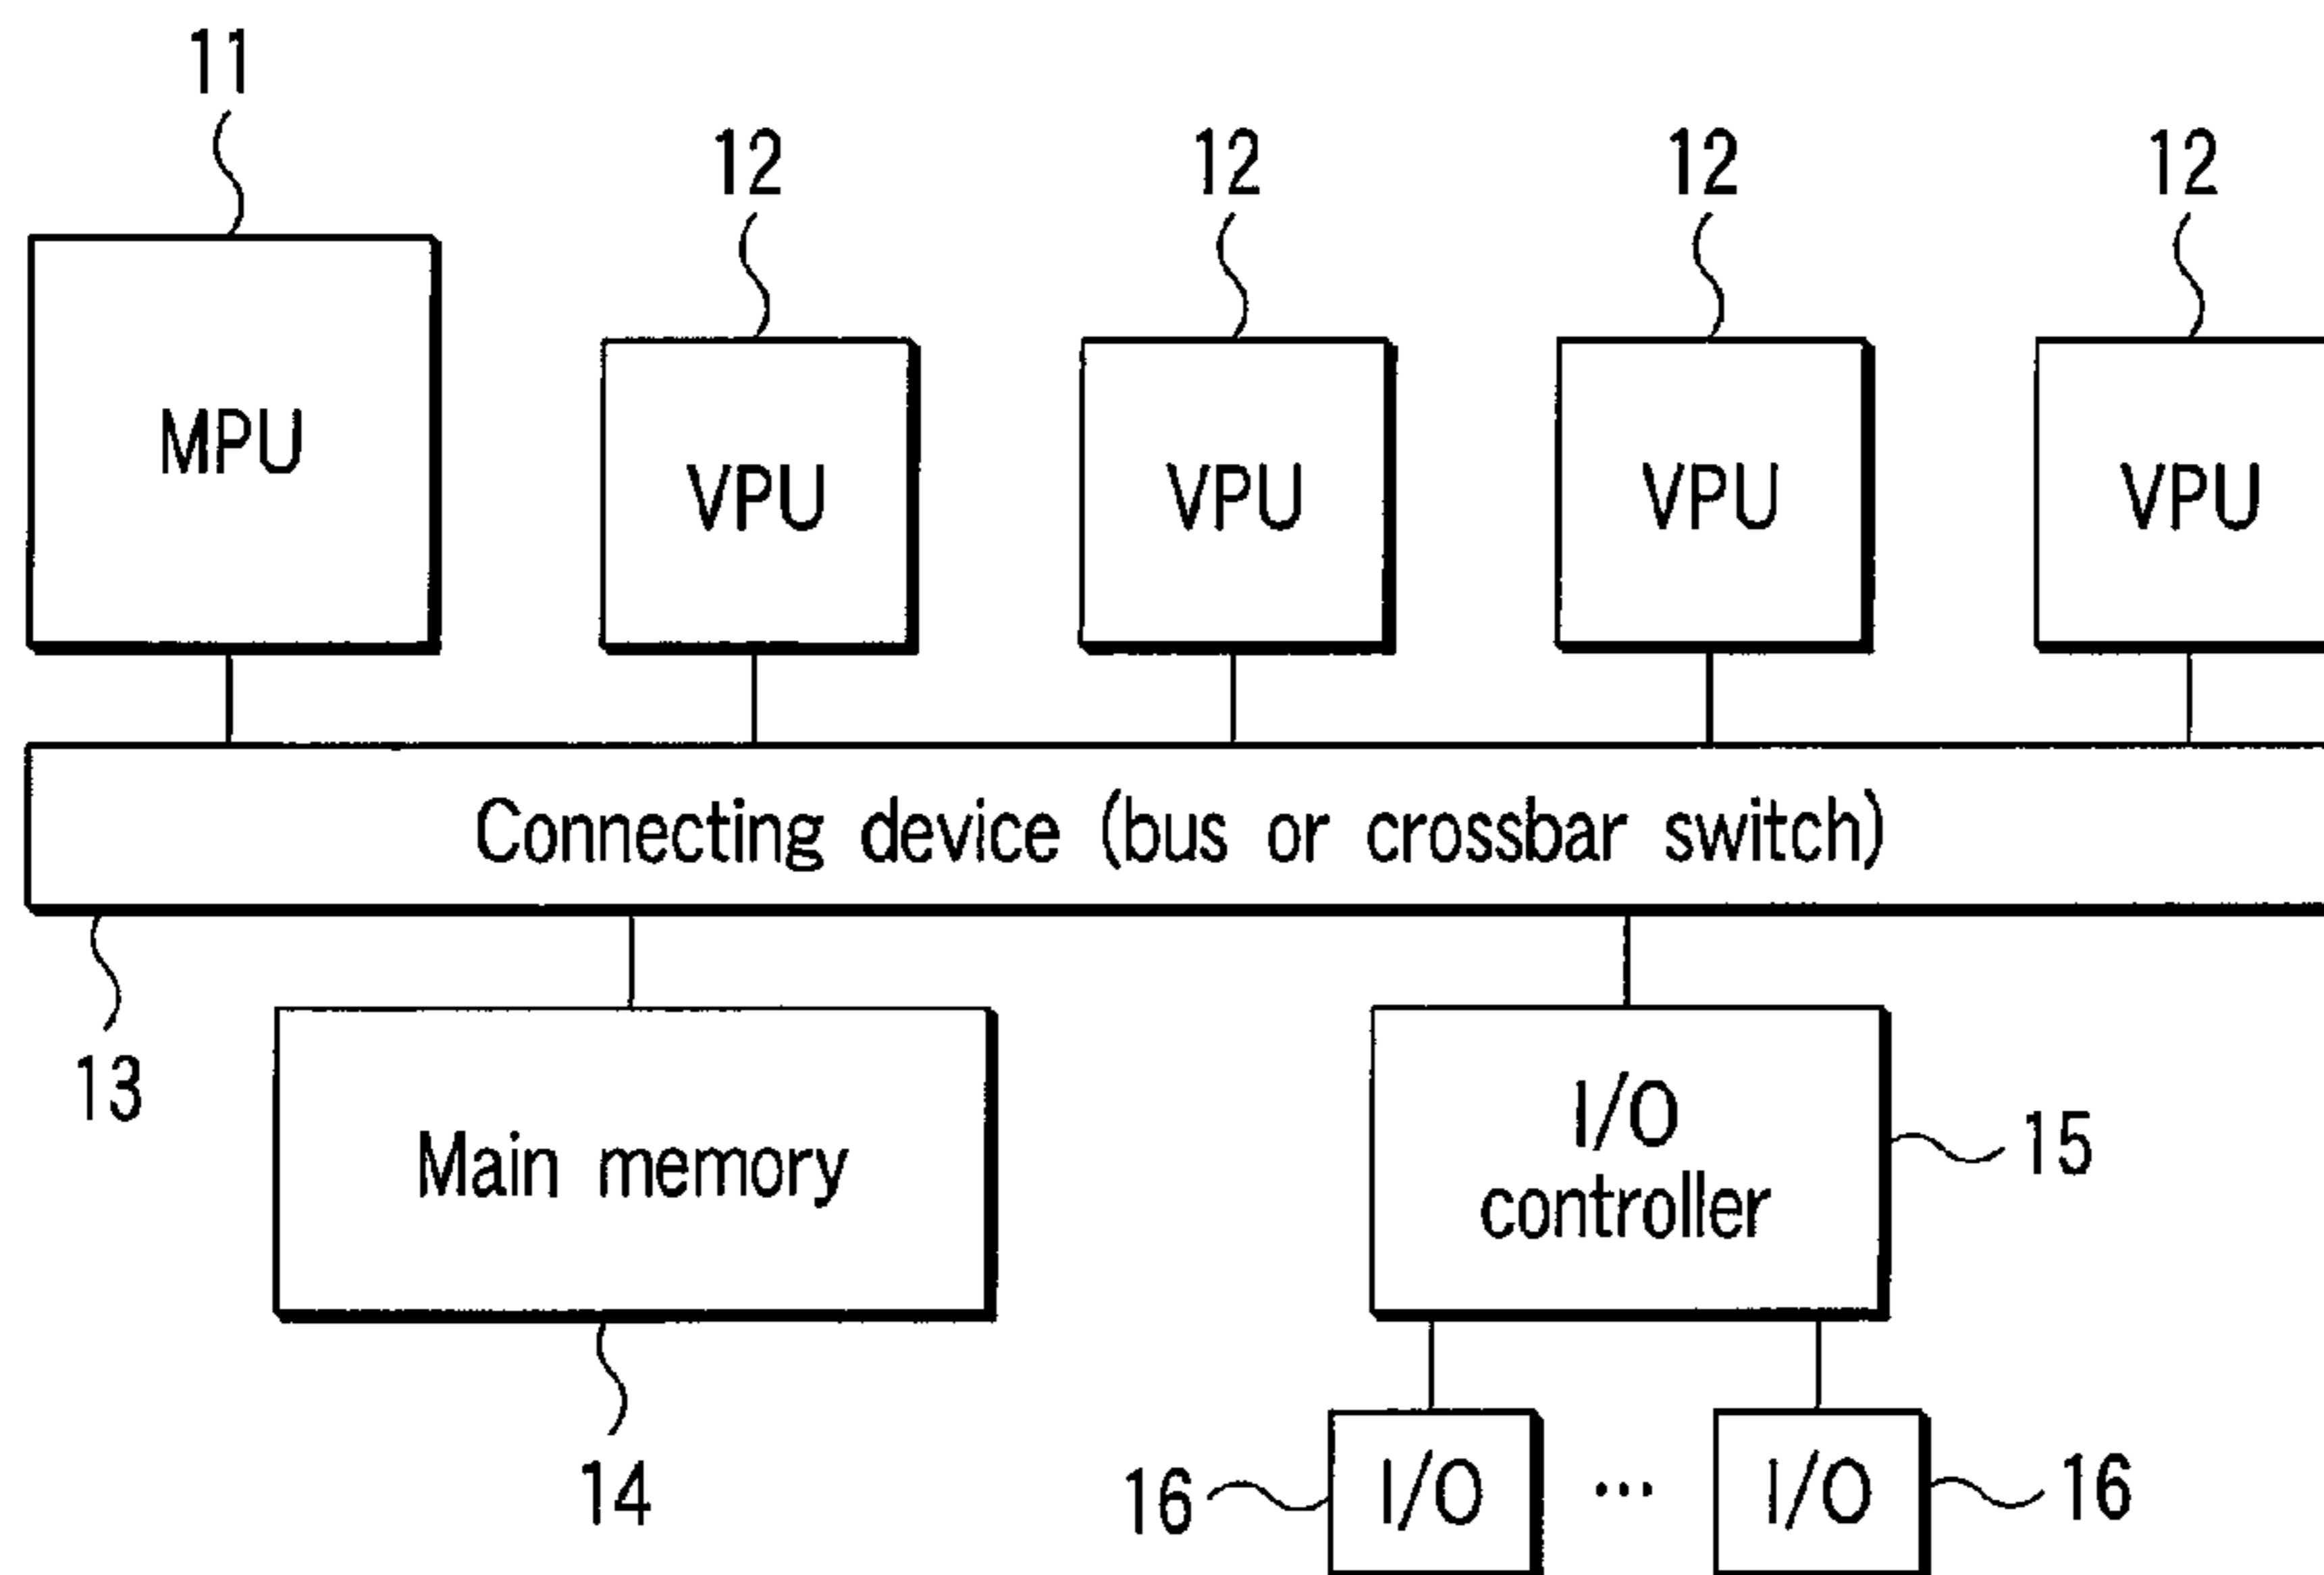 11
12 12 12 12
MPU VPU VPU VPU VPU
Connecting device (bus or crossbar switch)
13
Main memory
I/O
controller
15
14
16 I/O ... I/O 16